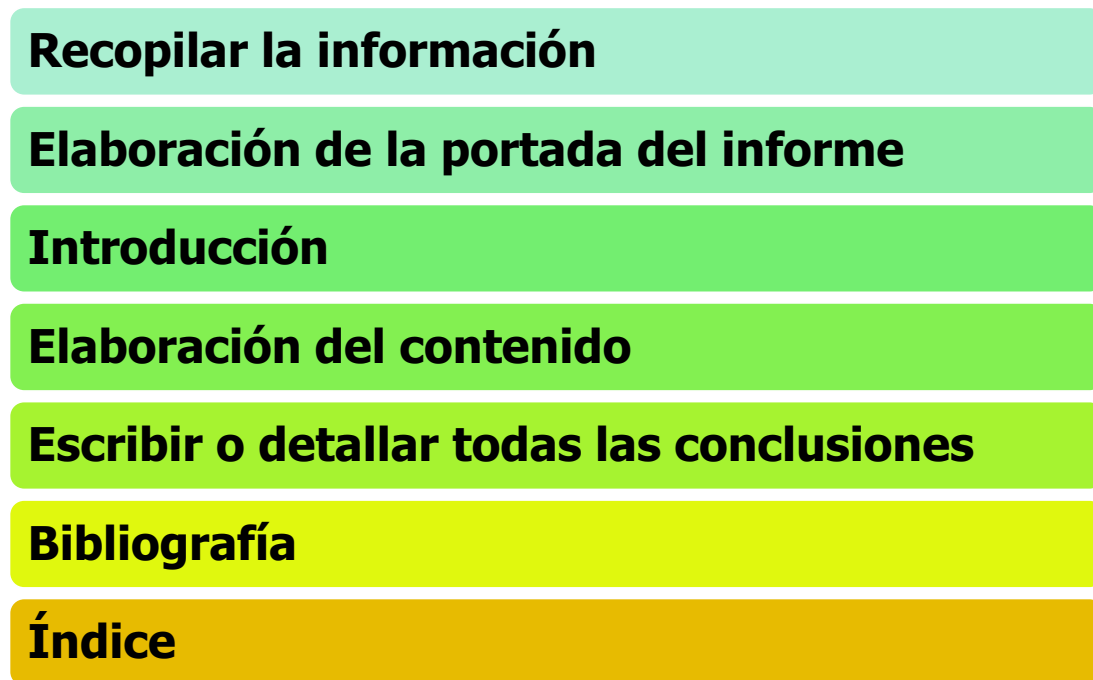 Recopilar la información
Elaboración de la portada del informe
Introducción
Elaboración del contenido
Escribir o detallar todas las conclusiones
Bibliografía
Índice